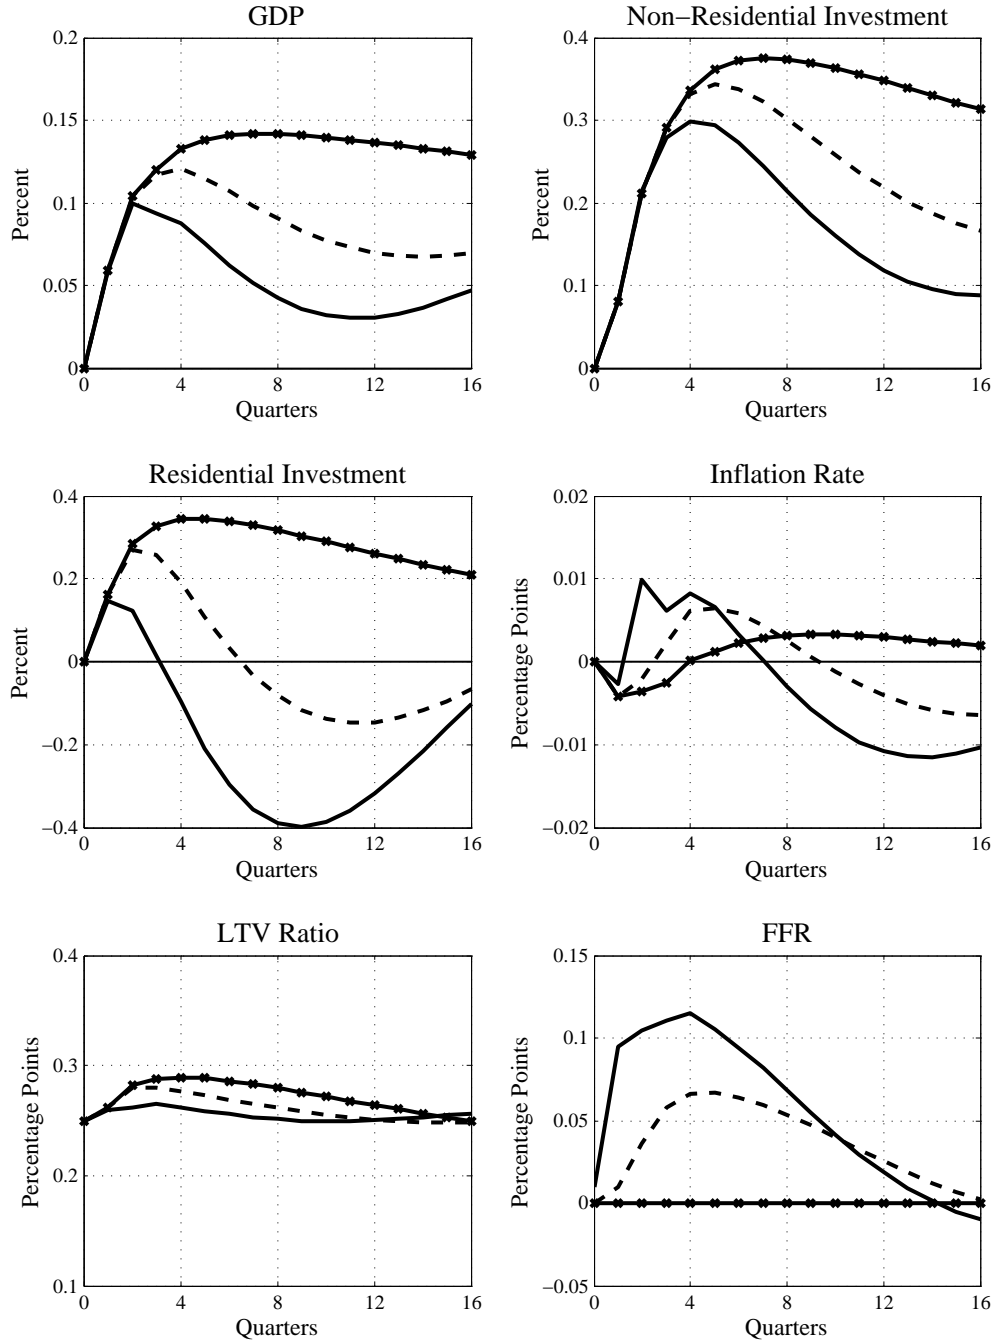 GDP
0.2
0.15
0.1
0.05
0
Percent
0 4 8 12 16
Quarters
Non−Residential Investment
0.4
0.3
0.2
0.1
0
Percent
0 4 8 12 16
Quarters
Residential Investment
0.4
0.2
0
−0.2
−0.4
Percent
0 4 8 12 16
Quarters
Inflation Rate
0.02
0.01
0
−0.01
−0.02
Percentage Points
0 4 8 12 16
Quarters
LTV Ratio
0.4
0.3
0.2
0.1
Percentage Points
0 4 8 12 16
Quarters
FFR
0.15
0.1
0.05
0
−0.05
Percentage Points
0 4 8 12 16
Quarters